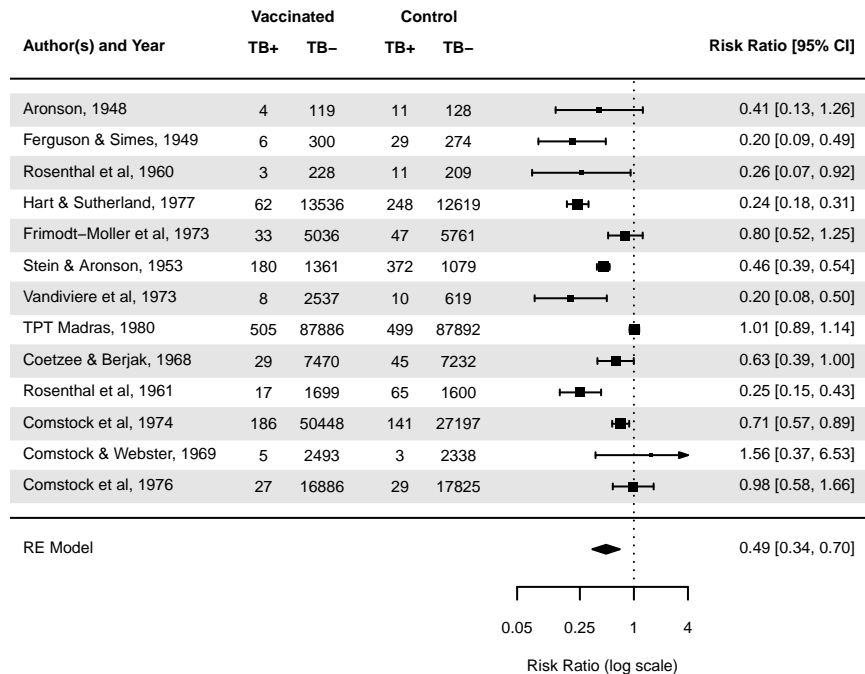 Vaccinated Control
Author(s) and Year TB+ TB− TB+ TB− Risk Ratio [95% CI]
Aronson, 1948 4 119 11 128 0.41 [0.13, 1.26]
Ferguson & Simes, 1949 6 300 29 274 0.20 [0.09, 0.49]
Rosenthal et al, 1960 3 228 11 209 0.26 [0.07, 0.92]
Hart & Sutherland, 1977 62 13536 248 12619 0.24 [0.18, 0.31]
Frimodt−Moller et al, 1973 33 5036 47 5761 0.80 [0.52, 1.25]
Stein & Aronson, 1953 180 1361 372 1079 0.46 [0.39, 0.54]
Vandiviere et al, 1973 8 2537 10 619 0.20 [0.08, 0.50]
TPT Madras, 1980 505 87886 499 87892 1.01 [0.89, 1.14]
Coetzee & Berjak, 1968 29 7470 45 7232 0.63 [0.39, 1.00]
Rosenthal et al, 1961 17 1699 65 1600 0.25 [0.15, 0.43]
Comstock et al, 1974 186 50448 141 27197 0.71 [0.57, 0.89]
Comstock & Webster, 1969 5 2493 3 2338 1.56 [0.37, 6.53]
Comstock et al, 1976 27 16886 29 17825 0.98 [0.58, 1.66]
RE Model 0.49 [0.34, 0.70]
0.05 0.25 1 4
Risk Ratio (log scale)